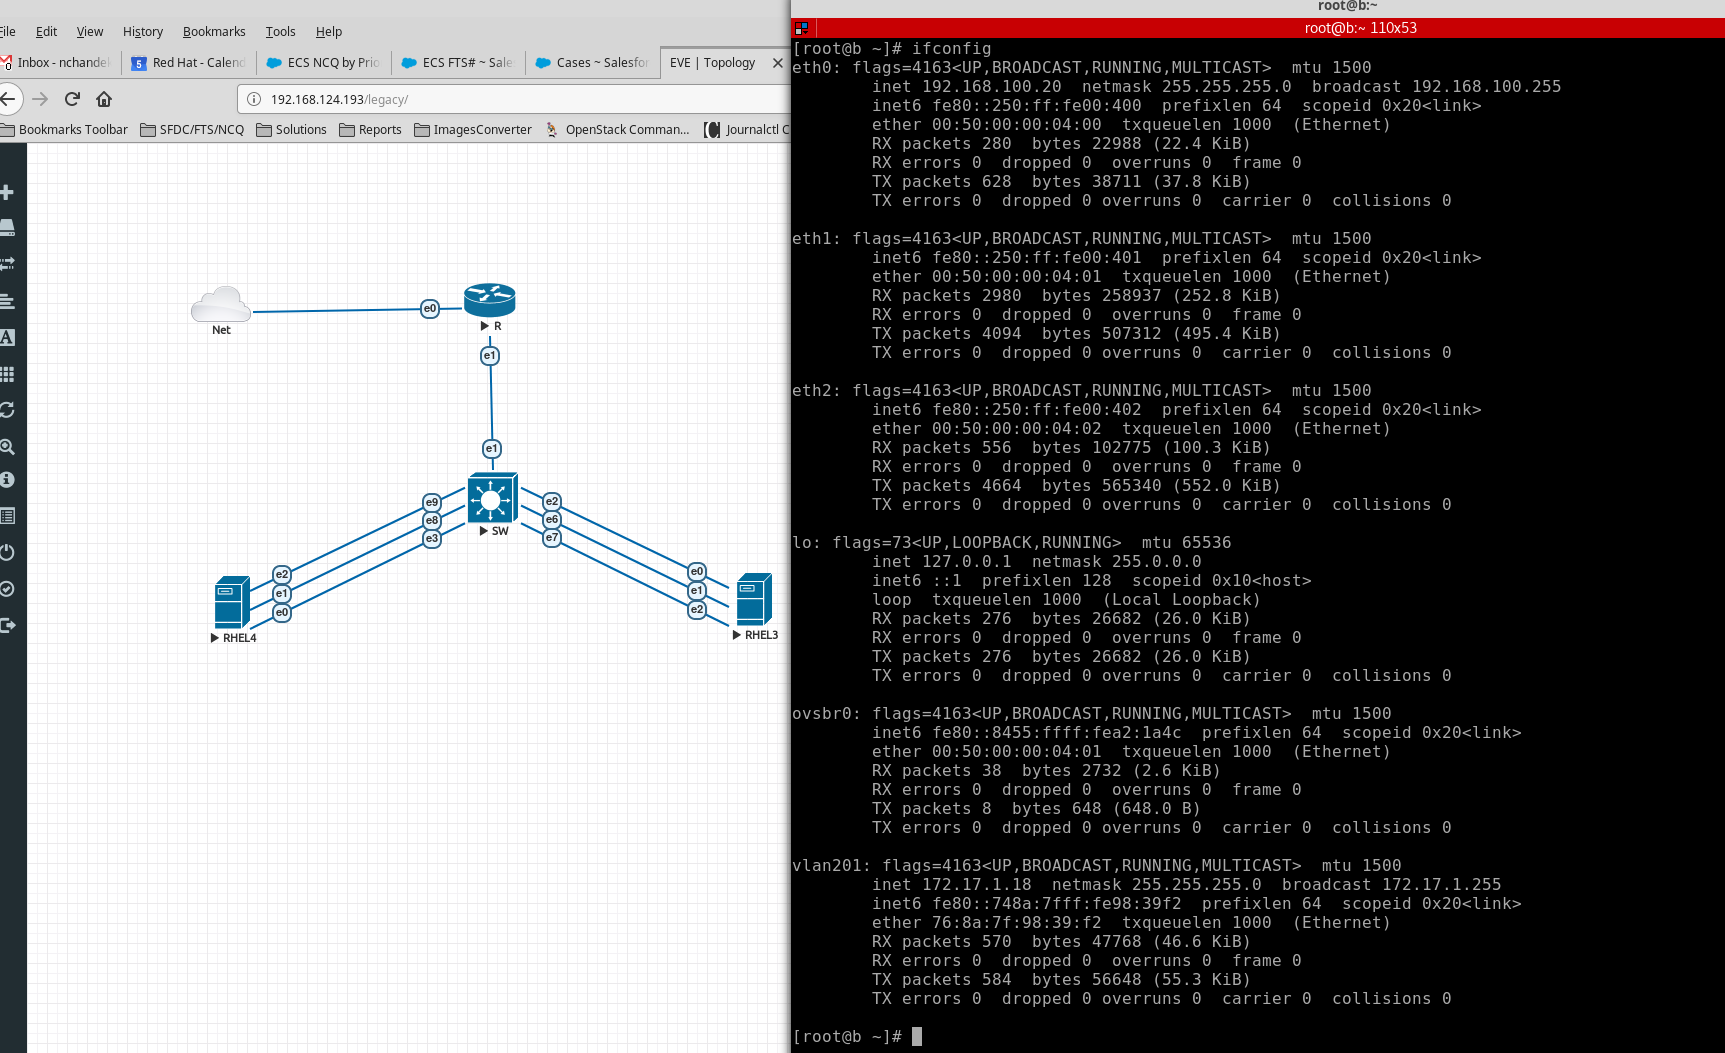 File Edit View History Bookmarks Tools Help
Inbox - nchande
Red Hat - Calend
ECS NCQ by Prio
ECS FTS# ~ Sale
Cases ~ Salesfor
EVE | Topology
192.168.124.193/legacy/
Bookmarks Toolbar
SFDC/FTS/NCQ
Solutions
Reports
ImagesConverter
OpenStack Comman...
Journalctl C
Net
e0
R
e1
e1
e9
e8
e3
SW
e2
e6
e7
e2
e1
e0
RHEL4
e0
e1
e2
RHEL3
root@b:~
root@b:~ 110x53
[root@b ~]# ifconfig
eth0: flags=4163<UP,BROADCAST,RUNNING,MULTICAST>  mtu 1500
        inet 192.168.100.20  netmask 255.255.255.0  broadcast 192.168.100.255
        inet6 fe80::250:ff:fe00:400  prefixlen 64  scopeid 0x20<link>
        ether 00:50:00:00:04:00  txqueuelen 1000  (Ethernet)
        RX packets 280  bytes 22988 (22.4 KiB)
        RX errors 0  dropped 0  overruns 0  frame 0
        TX packets 628  bytes 38711 (37.8 KiB)
        TX errors 0  dropped 0 overruns 0  carrier 0  collisions 0
eth1: flags=4163<UP,BROADCAST,RUNNING,MULTICAST>  mtu 1500
        inet6 fe80::250:ff:fe00:401  prefixlen 64  scopeid 0x20<link>
        ether 00:50:00:00:04:01  txqueuelen 1000  (Ethernet)
        RX packets 2980  bytes 258937 (252.8 KiB)
        RX errors 0  dropped 0  overruns 0  frame 0
        TX packets 4094  bytes 507312 (495.4 KiB)
        TX errors 0  dropped 0 overruns 0  carrier 0  collisions 0
eth2: flags=4163<UP,BROADCAST,RUNNING,MULTICAST>  mtu 1500
        inet6 fe80::250:ff:fe00:402  prefixlen 64  scopeid 0x20<link>
        ether 00:50:00:00:04:02  txqueuelen 1000  (Ethernet)
        RX packets 556  bytes 102775 (100.3 KiB)
        RX errors 0  dropped 0  overruns 0  frame 0
        TX packets 4664  bytes 565340 (552.0 KiB)
        TX errors 0  dropped 0 overruns 0  carrier 0  collisions 0
lo: flags=73<UP,LOOPBACK,RUNNING>  mtu 65536
        inet 127.0.0.1  netmask 255.0.0.0
        inet6 ::1  prefixlen 128  scopeid 0x10<host>
        loop  txqueuelen 1000  (Local Loopback)
        RX packets 276  bytes 26682 (26.0 KiB)
        RX errors 0  dropped 0  overruns 0  frame 0
        TX packets 276  bytes 26682 (26.0 KiB)
        TX errors 0  dropped 0 overruns 0  carrier 0  collisions 0
ovsbr0: flags=4163<UP,BROADCAST,RUNNING,MULTICAST>  mtu 1500
        inet6 fe80::8455:ffff:fea2:1a4c  prefixlen 64  scopeid 0x20<link>
        ether 00:50:00:00:04:01  txqueuelen 1000  (Ethernet)
        RX packets 38  bytes 2732 (2.6 KiB)
        RX errors 0  dropped 0  overruns 0  frame 0
        TX packets 8  bytes 648 (648.0 B)
        TX errors 0  dropped 0 overruns 0  carrier 0  collisions 0
vlan201: flags=4163<UP,BROADCAST,RUNNING,MULTICAST>  mtu 1500
        inet 172.17.1.18  netmask 255.255.255.0  broadcast 172.17.1.255
        inet6 fe80::748a:7fff:fe98:39f2  prefixlen 64  scopeid 0x20<link>
        ether 76:8a:7f:98:39:f2  txqueuelen 1000  (Ethernet)
        RX packets 570  bytes 47768 (46.6 KiB)
        RX errors 0  dropped 0  overruns 0  frame 0
        TX packets 584  bytes 56648 (55.3 KiB)
        TX errors 0  dropped 0 overruns 0  carrier 0  collisions 0
[root@b ~]#